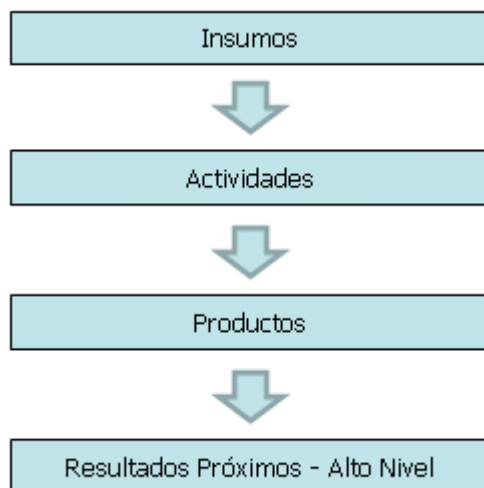 Insumos
Actividades
Productos
Resultados Próximos - Alto Nivel